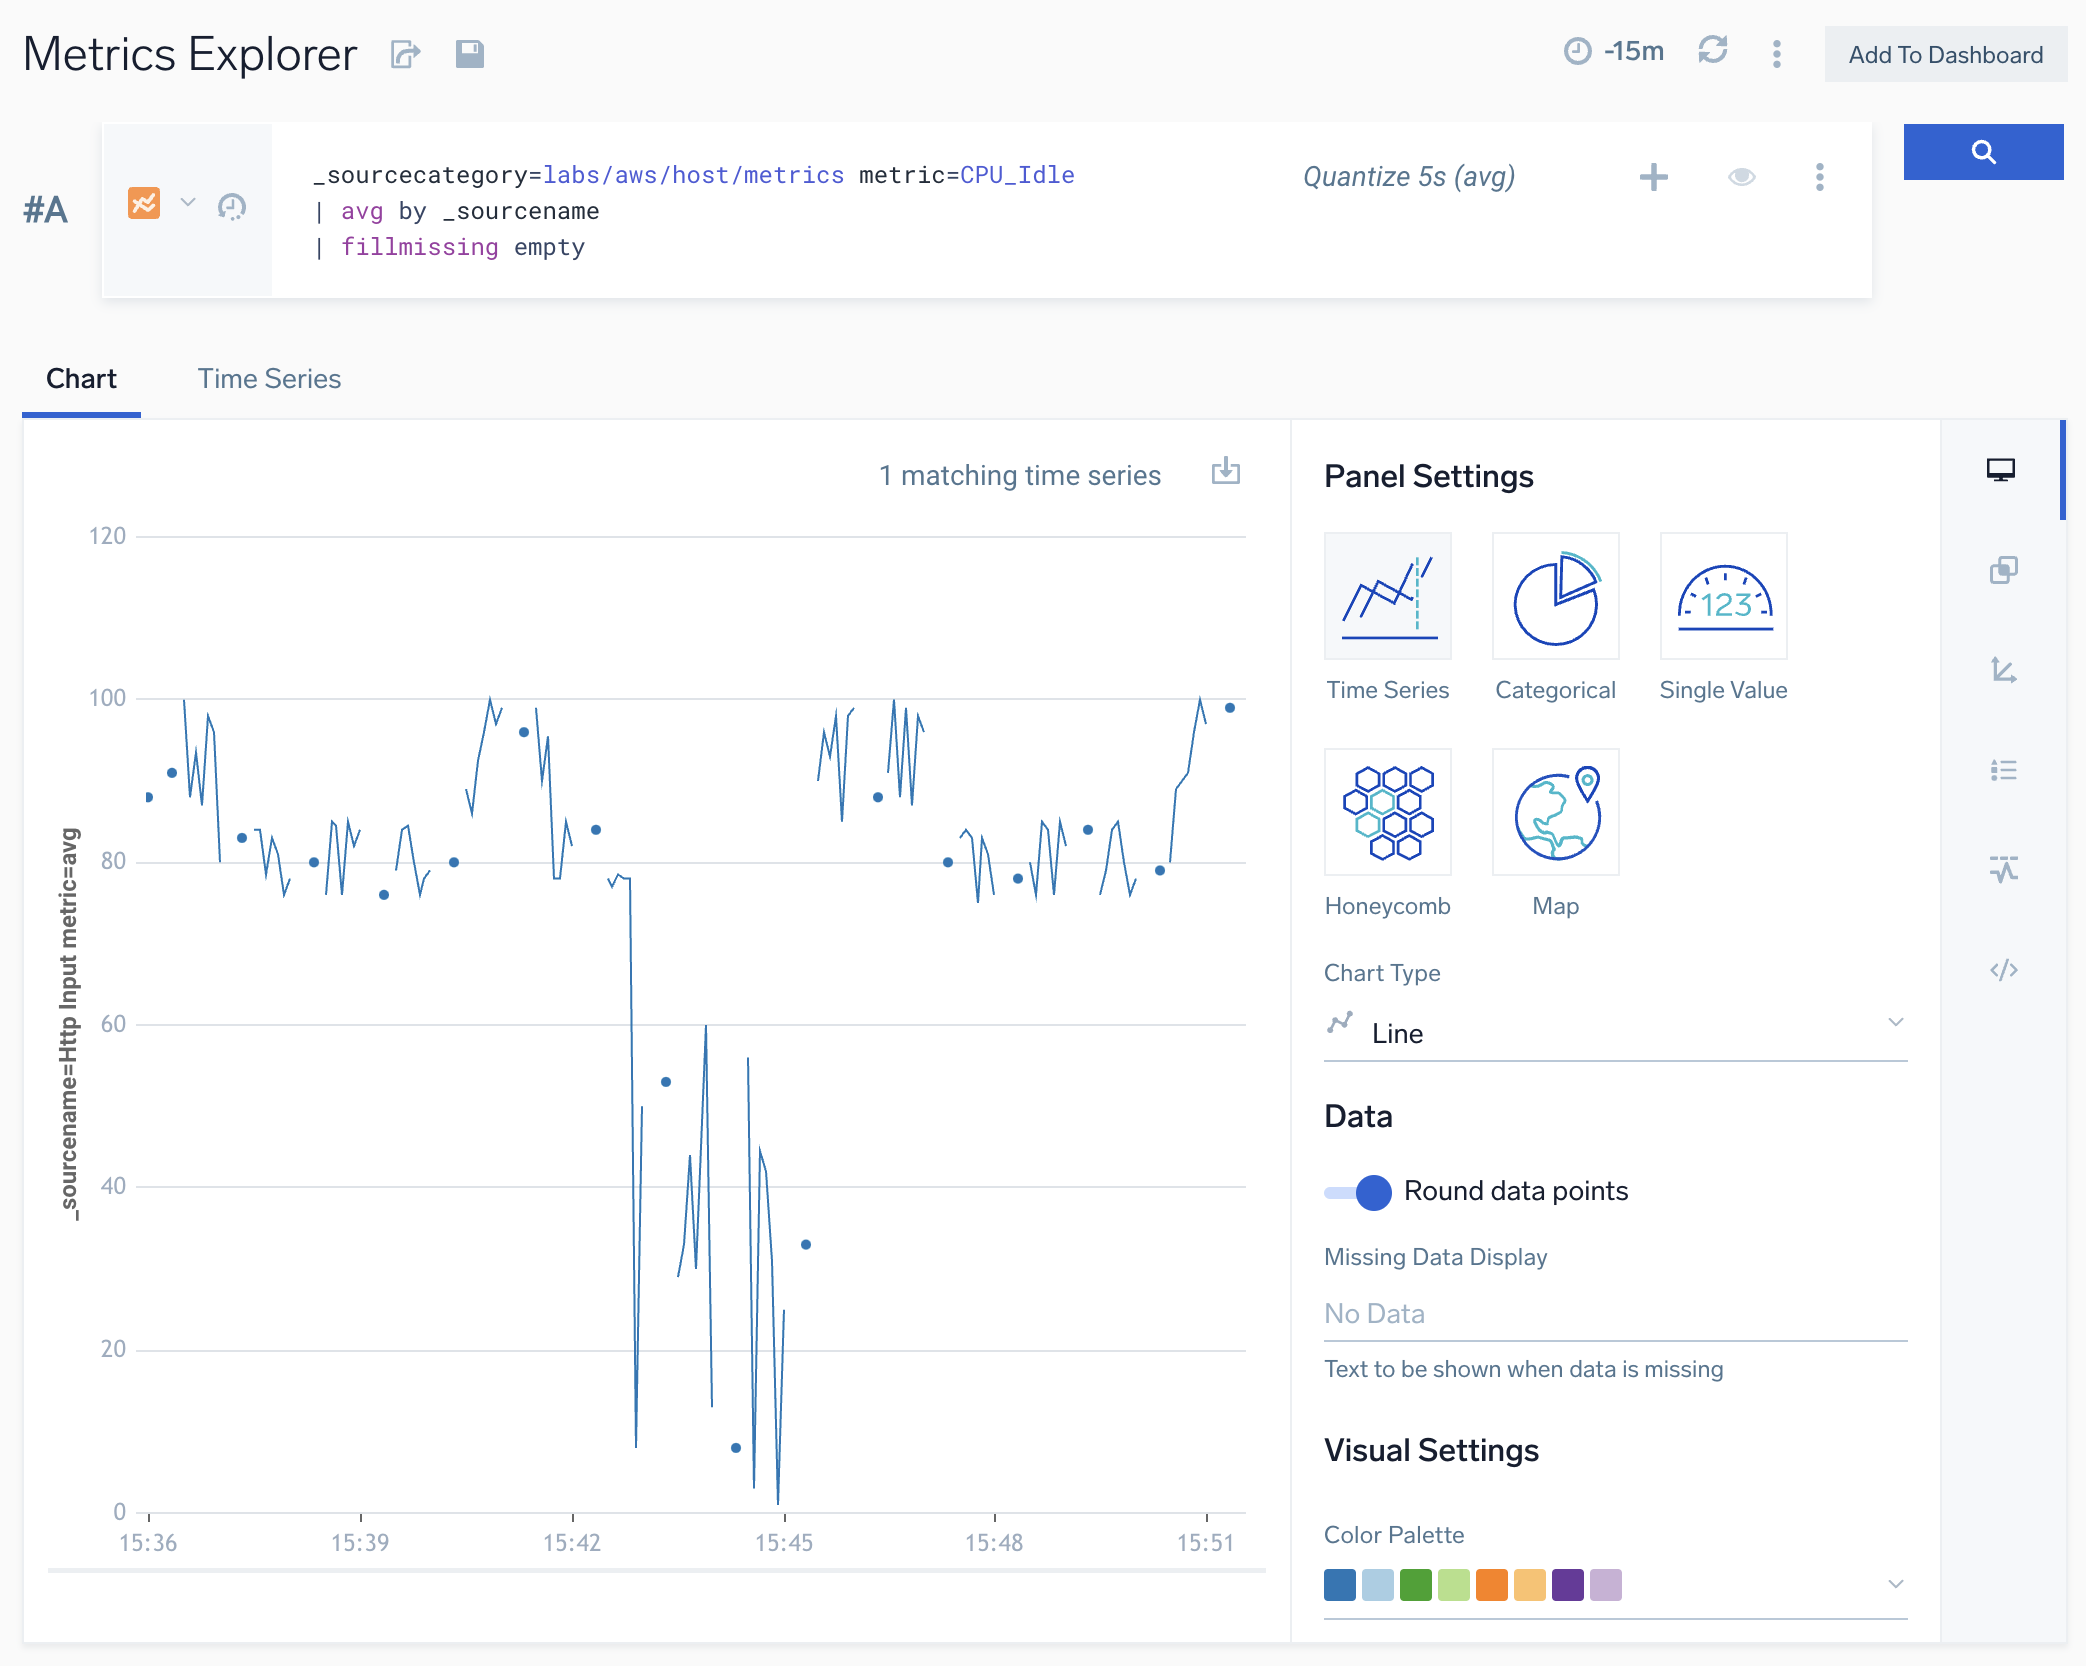 Metrics Explorer
-15m
Add To Dashboard
#A
_sourcecategory=labs/aws/host/metrics metric=CPU_Idle
| avg by _sourcename
| fillmissing empty
Quantize 5s (avg)
Chart
Time Series
1 matching time series
_sourcename=Http Input metric=avg
120
100
80
60
40
20
0
15:36
15:39
15:42
15:45
15:48
15:51
Panel Settings
Time Series
Categorical
123
Single Value
Honeycomb
Map
Chart Type
Line
Data
Round data points
Missing Data Display
No Data
Text to be shown when data is missing
Visual Settings
Color Palette